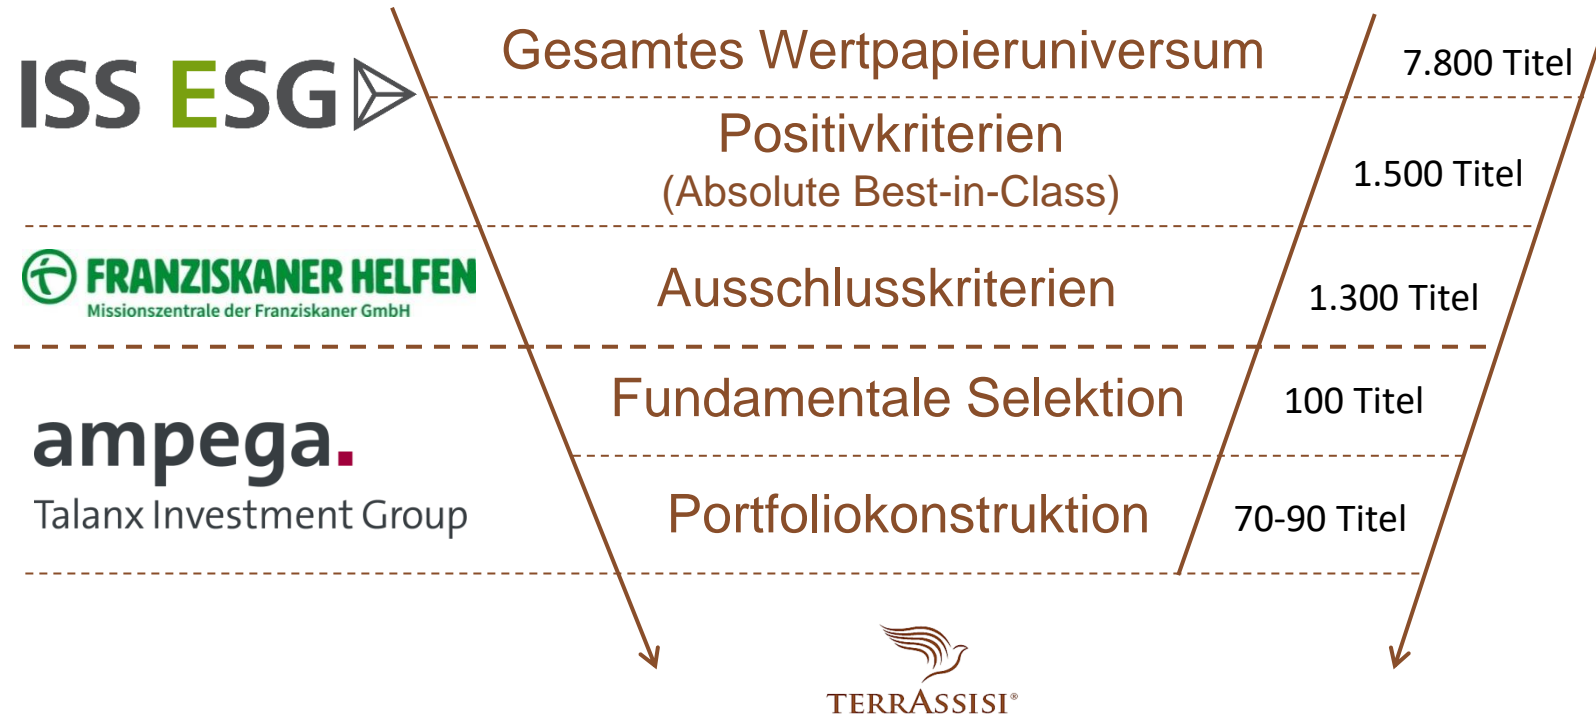 ISS ESG
Gesamtes Wertpapieruniversum
7.800 Titel
Positivkriterien
(Absolute Best-in-Class)
1.500 Titel
FRANZISKANER HELFEN
Missionszentrale der Franziskaner GmbH
Ausschlusskriterien
1.300 Titel
ampega.
Talanx Investment Group
Fundamentale Selektion
100 Titel
Portfoliokonstruktion
70-90 Titel
TERRASSISI®